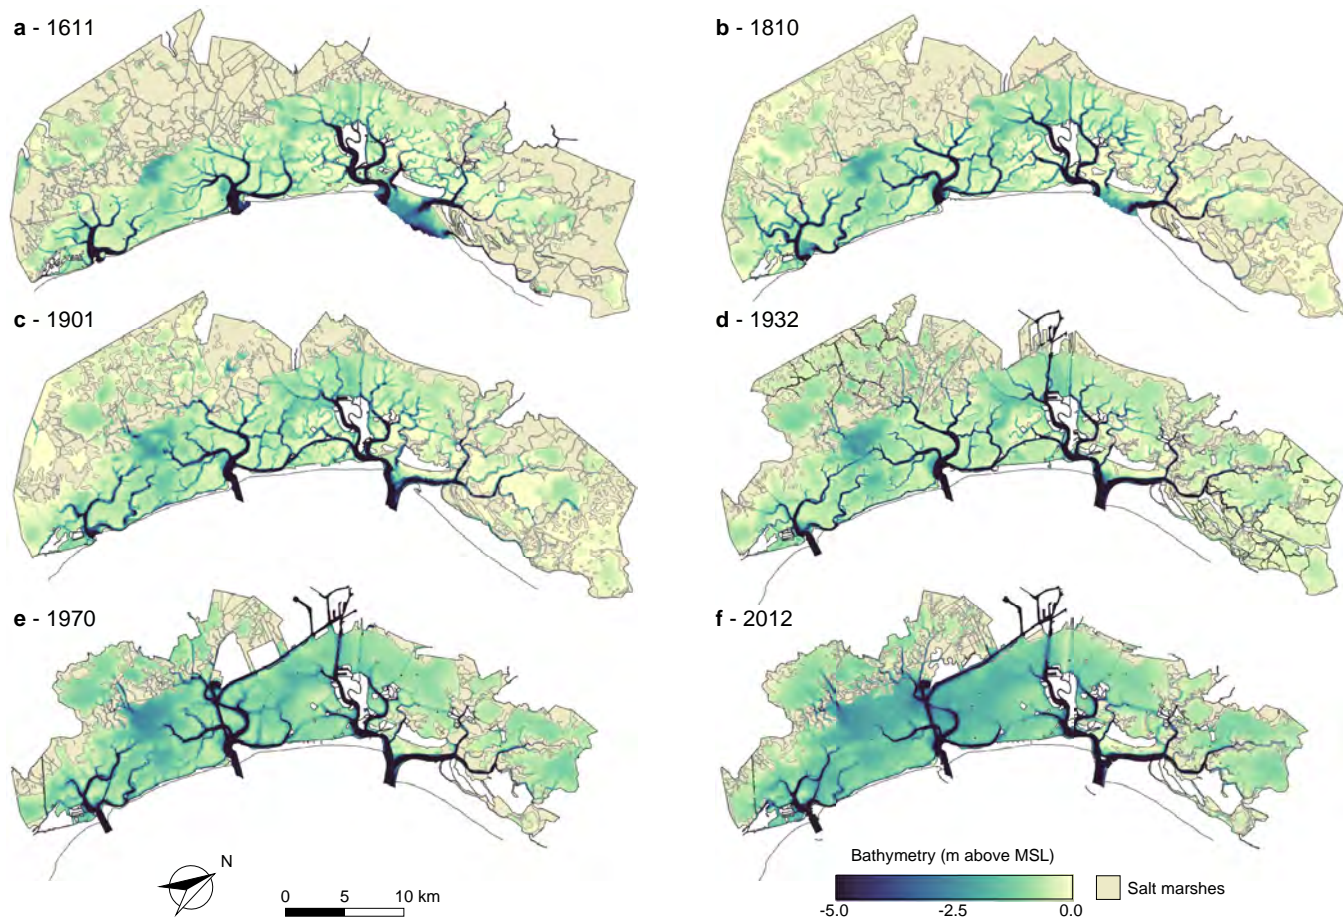 a - 1611
b - 1810
c - 1901
d - 1932
e - 1970
f - 2012
N
0 5 10 km
Bathymetry (m above MSL)
-5.0 -2.5 0.0
Salt marshes